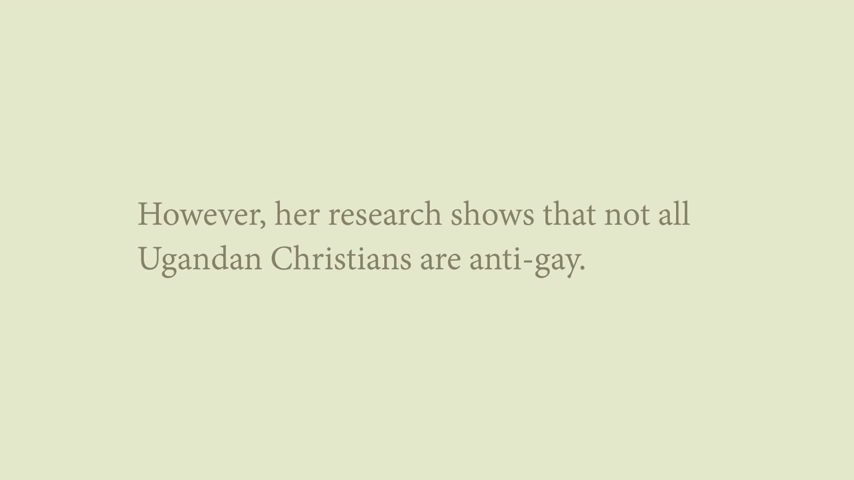 However, her research shows that not all
Ugandan Christians are anti-gay.